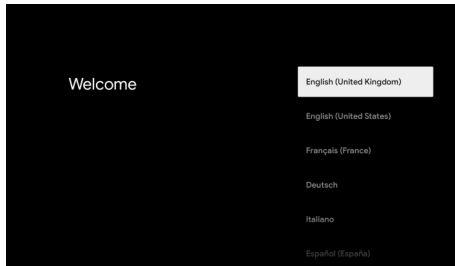 Welcome
English (United Kingdom)
English (United States)
Français (France)
Deutsch
Italiano
Español (España)